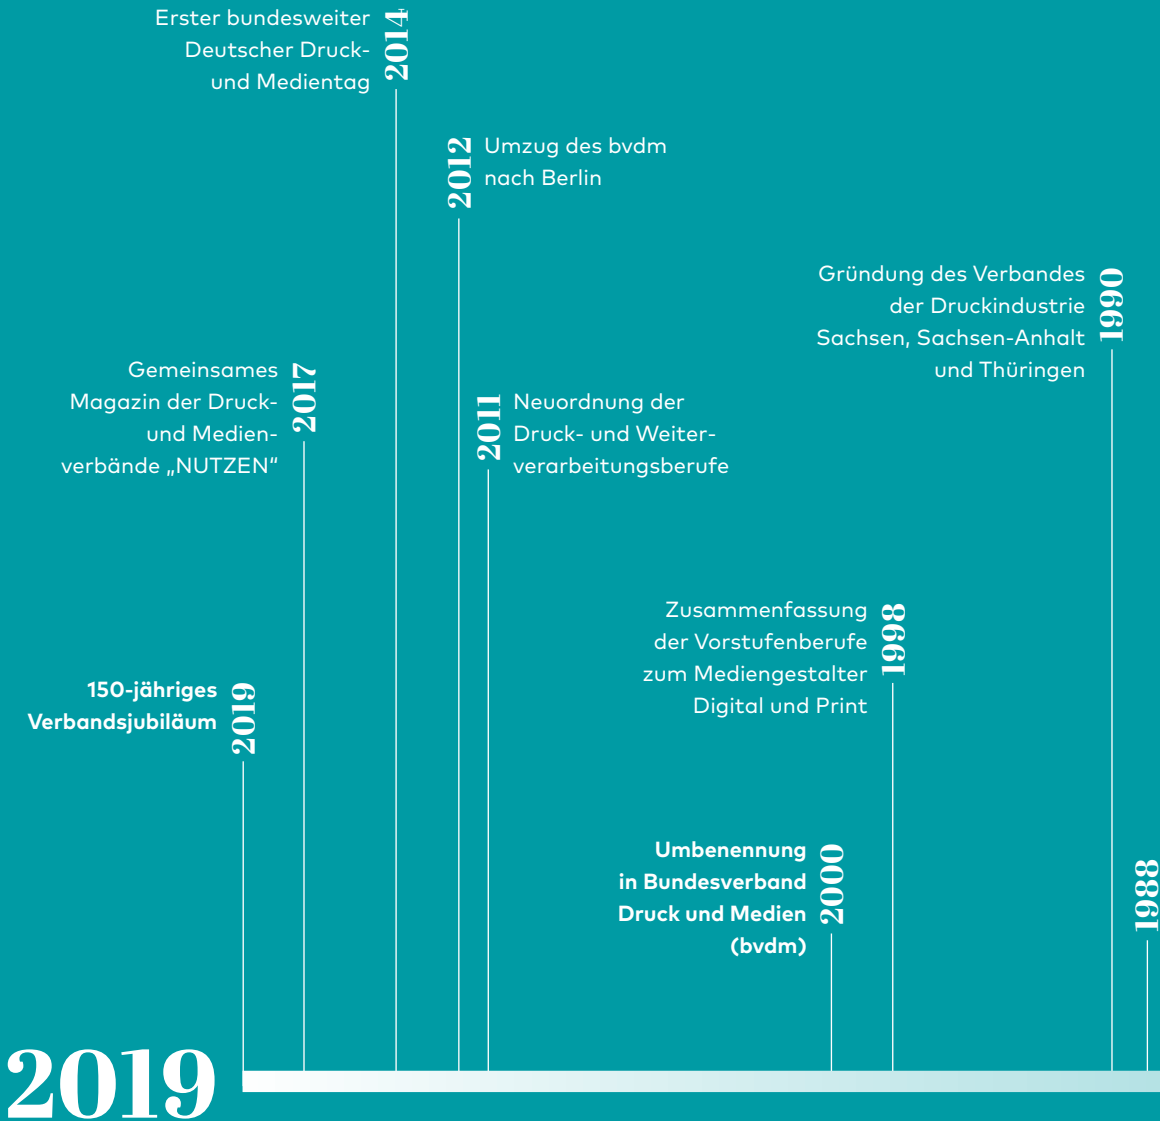 Erster bundesweiter
Deutscher Druck-
und Medientag
2014
2012
Umzug des bvdm
nach Berlin
Gründung des Verbandes
der Druckindustrie
Sachsen, Sachsen-Anhalt
und Thüringen
1990
Gemeinsames
Magazin der Druck-
und Medien-
verbände „NUTZEN“
2017
2011
Neuordnung der
Druck- und Weiter-
verarbeitungsberufe
Zusammenfassung
der Vorstufenberufe
zum Mediengestalter
Digital und Print
1998
150-jähriges
Verbandsjubiläum
2019
Umbenennung
in Bundesverband
Druck und Medien
(bvdm)
2000
1988
2019